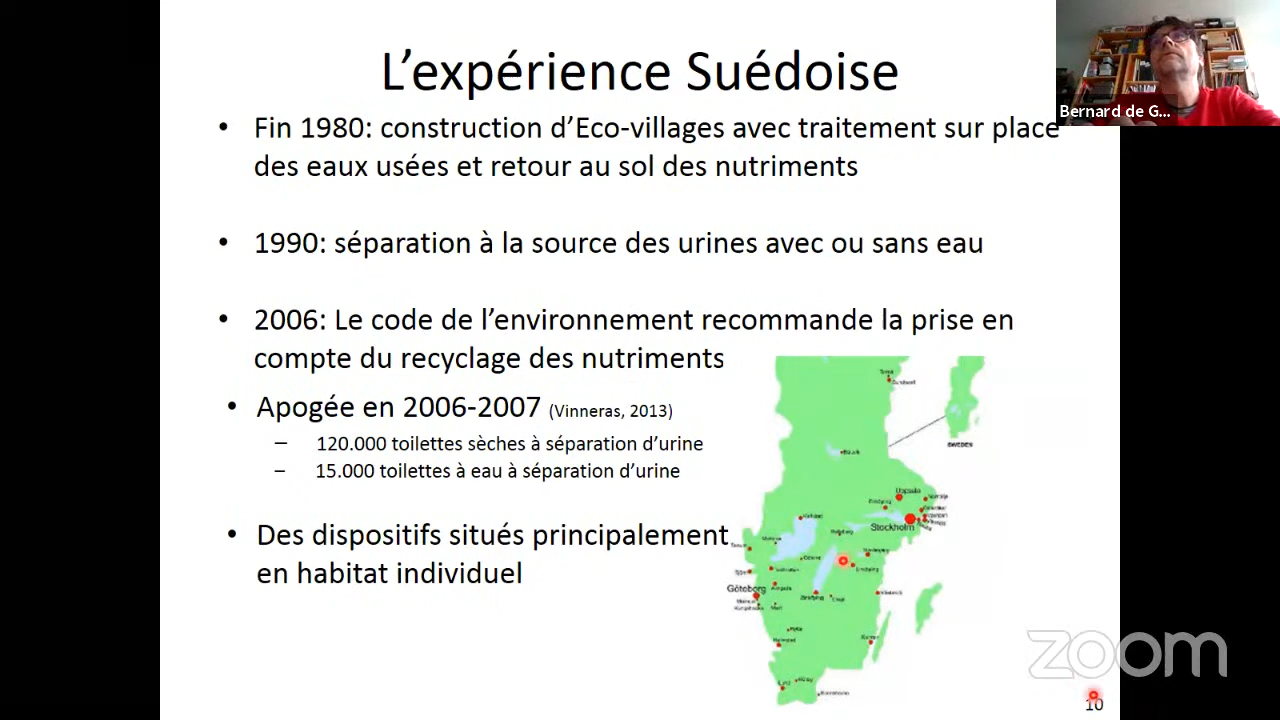 L’expérience Suédoise
Bernard de G...
• Fin 1980: construction d’Eco-villages avec traitement sur place
des eaux usées et retour au sol des nutriments
• 1990: séparation à la source des urines avec ou sans eau
• 2006: Le code de l’environnement recommande la prise en
compte du recyclage des nutriments
• Apogée en 2006-2007 (Vinneras, 2013)
– 120.000 toilettes sèches à séparation d’urine
– 15.000 toilettes à eau à séparation d’urine
• Des dispositifs situés principalement
en habitat individuel
SWEDEN
Uppsala
Stockholm
Göteborg
zoom
10